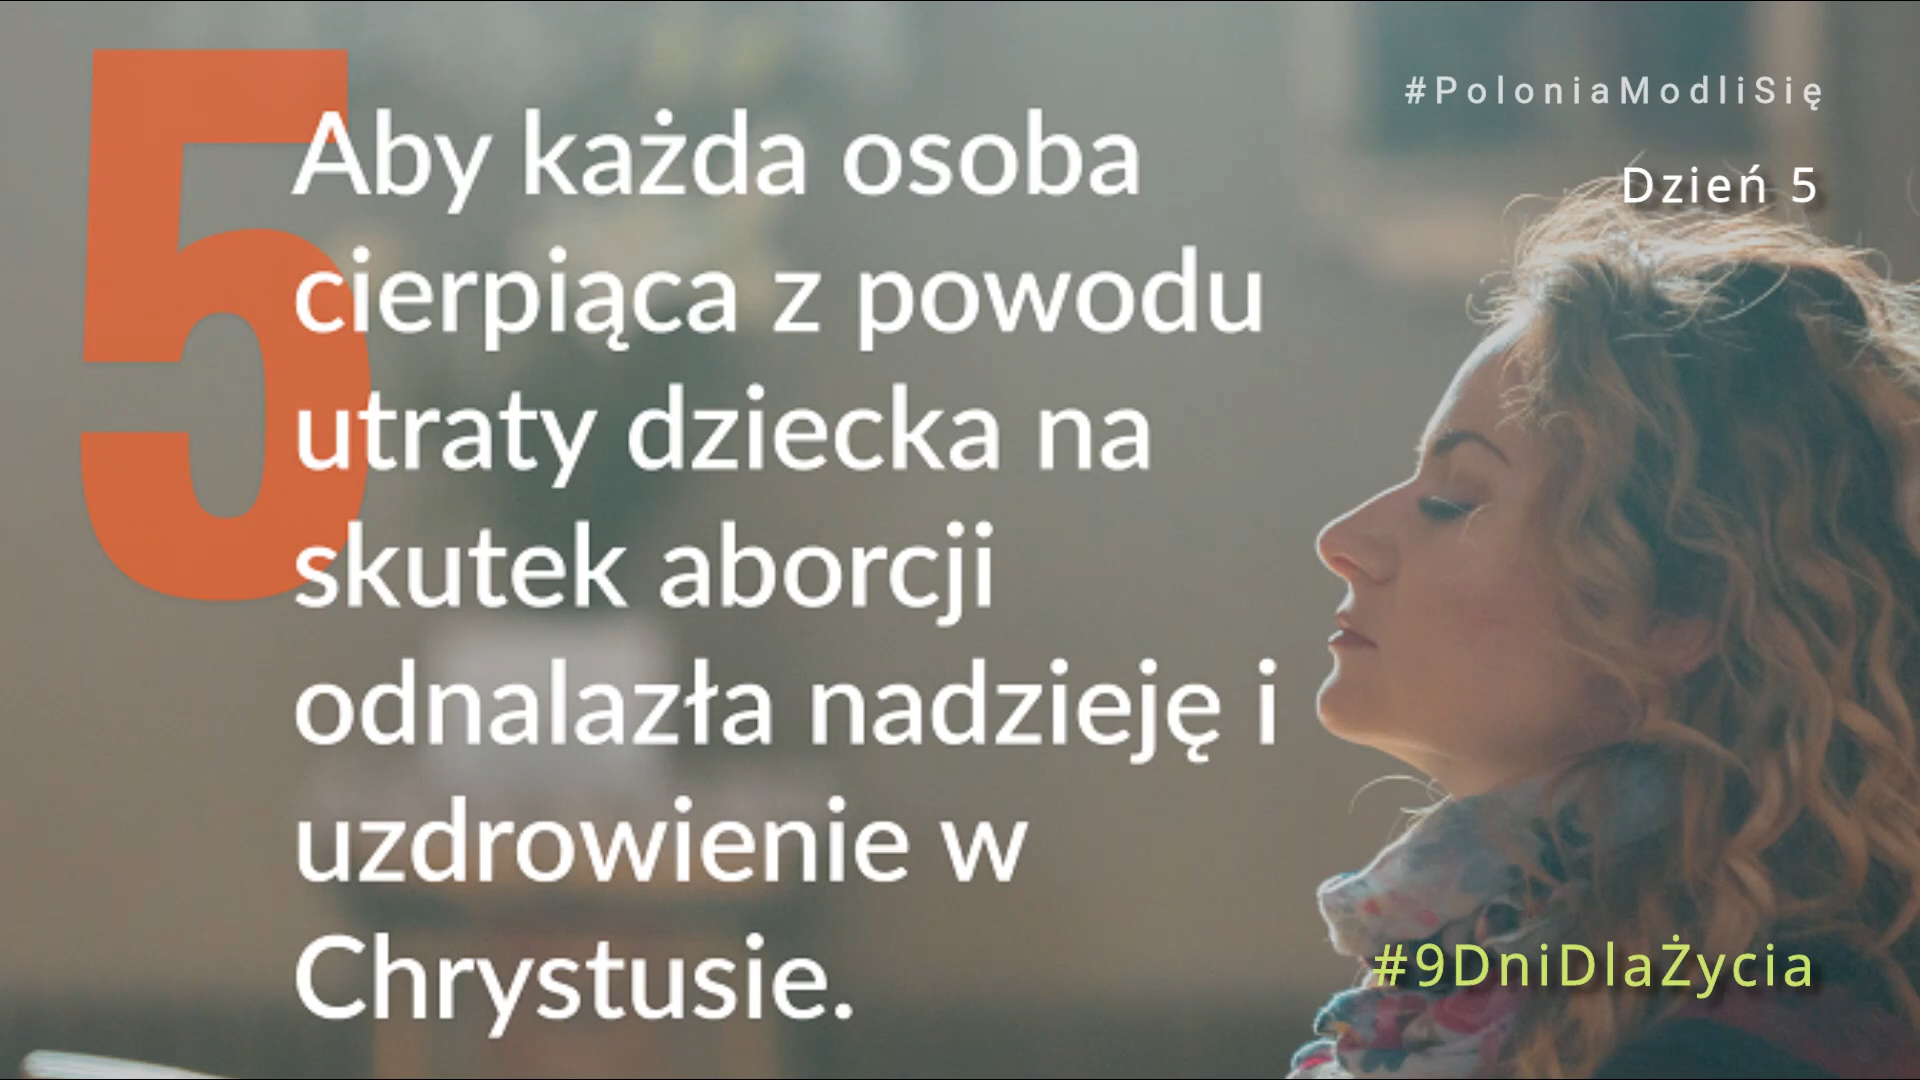 5
Aby każda osoba
cierpiąca z powodu
utraty dziecka na
skutek aborcji
odnalazła nadzieję i
uzdrowienie w
Chrystusie.
#PoloniaModliSię
Dzień 5
#9DniDlaŻycia